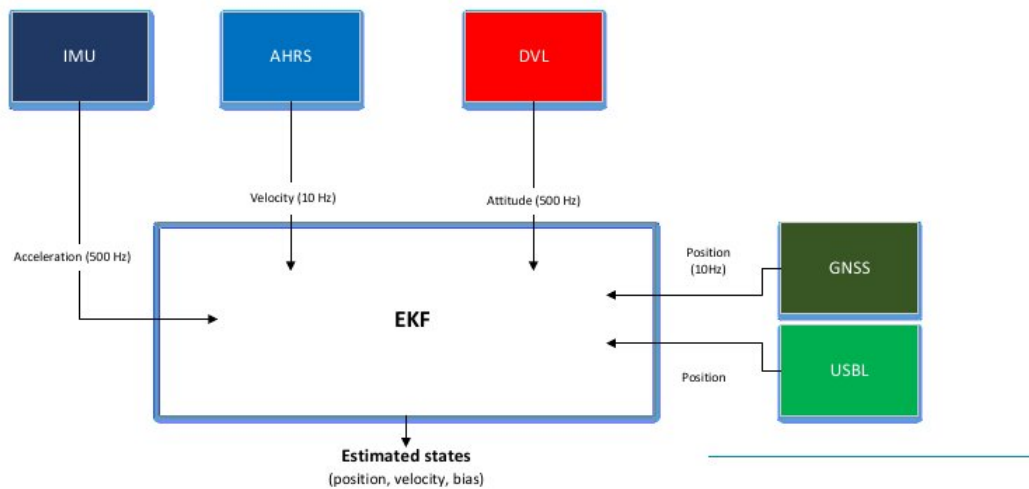 IMU
AHRS
DVL
Velocity (10 Hz)
Attitude (500 Hz)
Acceleration (500 Hz)
Position
(10Hz)
GNSS
EKF
Position
USBL
Estimated states
(position, velocity, bias)